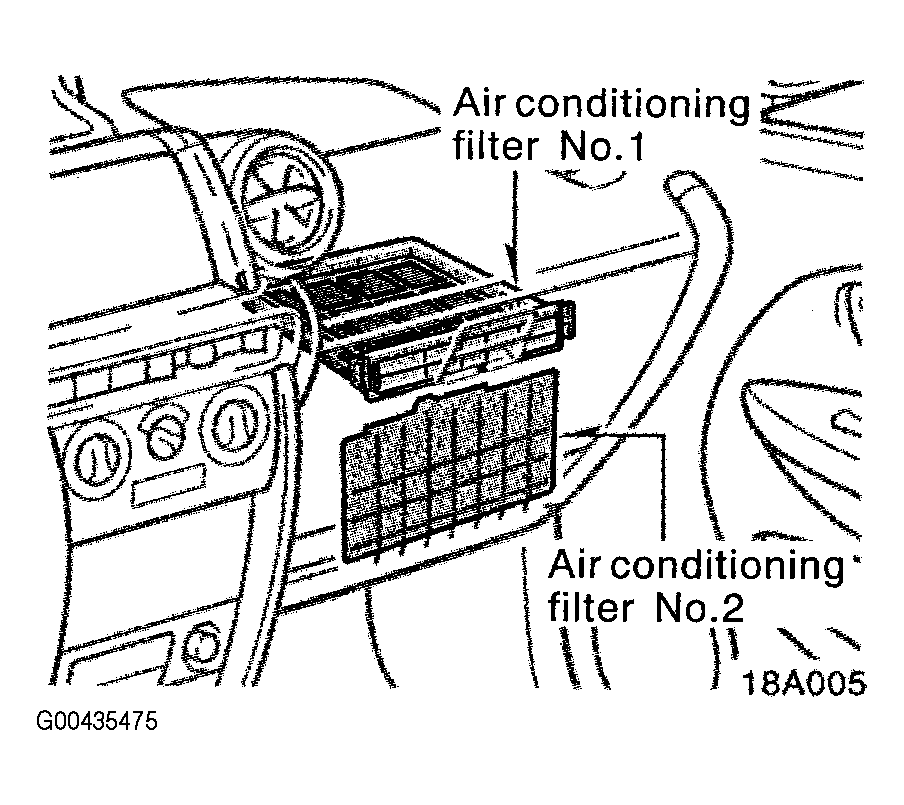 Air conditioning
filter No.1
Air conditioning
filter No.2
18A005
G00435475